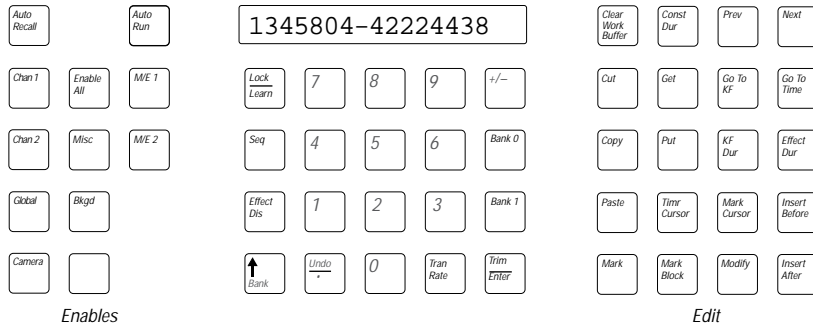 Auto Recall
Auto Run
1345804–42224438
Clear Work Buffer
Const Dur
Prev
Next
Chan 1
Enable All
M/E 1
Lock Learn
7
8
9
+/–
Cut
Get
Go To KF
Go To Time
Chan 2
Misc
M/E 2
Seq
4
5
6
Bank 0
Copy
Put
KF Dur
Effect Dur
Global
Bkgd
Effect Dis
1
2
3
Bank 1
Paste
Timr Cursor
Mark Cursor
Insert Before
Camera
Bank
Undo .
0
Tran Rate
Trim Enter
Mark
Mark Block
Modify
Insert After
Enables
Edit